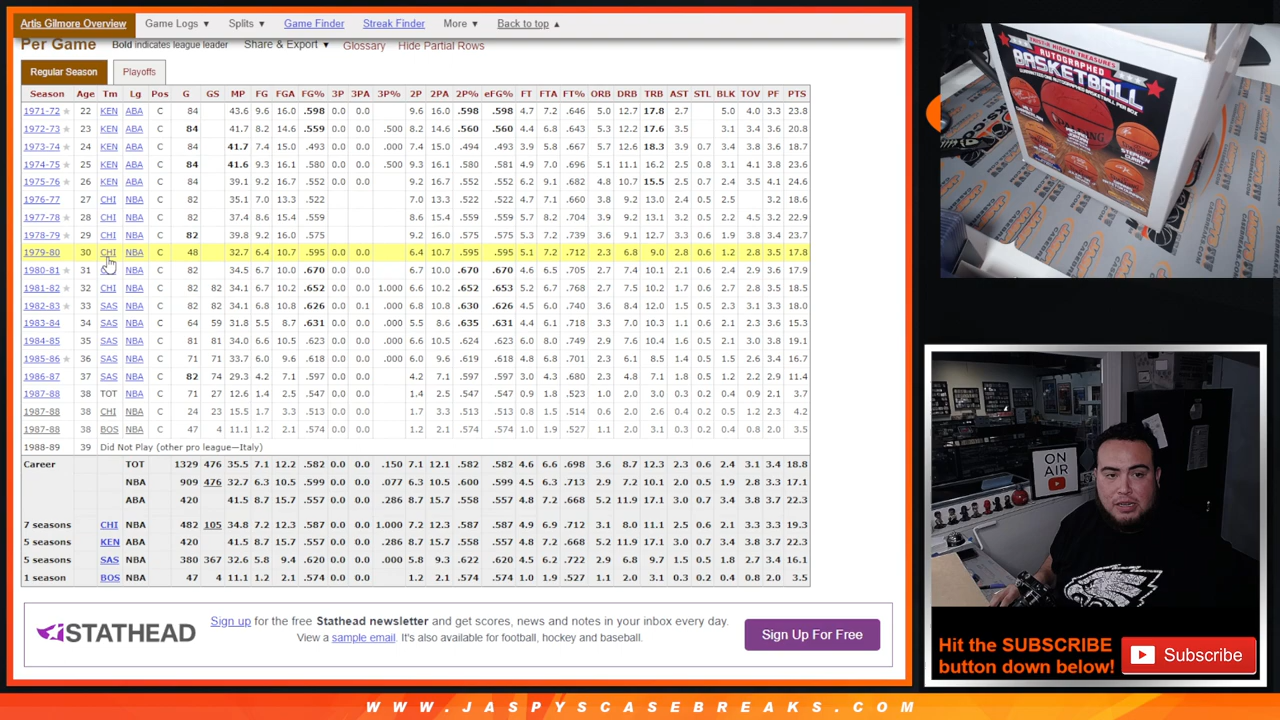 Artis Gilmore Overview Game Logs ▼ Splits ▼ Game Finder Streak Finder More ▼ Back to top ▲
Per Game Bold indicates league leader Share & Export ▼ Glossary Hide Partial Rows
Regular Season Playoffs
Season Age Tm Lg Pos G GS MP FG FGA FG% 3P 3PA 3P% 2P 2PA 2P% eFG% FT FTA FT% ORB DRB TRB AST STL BLK TOV PF PTS
1971-72 ★ 22 KEN ABA C 84 43.6 9.6 16.0 .598 0.0 0.0 9.6 16.0 .598 .598 4.7 7.2 .646 5.0 12.7 17.8 2.7 5.0 4.0 3.3 23.8
1972-73 ★ 23 KEN ABA C 84 41.7 8.2 14.6 .559 0.0 0.0 .500 8.2 14.6 .560 .560 4.4 6.8 .643 5.3 12.3 17.6 3.5 3.1 3.6 20.8
1973-74 ★ 24 KEN ABA C 84 41.7 7.4 15.0 .493 0.0 0.0 .000 7.4 15.0 .494 .493 3.9 5.8 .667 5.7 12.6 18.3 3.9 0.7 3.4 3.8 3.4 18.7
1974-75 ★ 25 KEN ABA C 84 41.6 9.3 16.1 .580 0.0 0.0 .500 9.3 16.1 .580 .581 4.9 7.0 .696 5.1 11.1 16.2 2.5 0.8 3.1 4.1 3.8 23.6
1975-76 ★ 26 KEN ABA C 84 39.1 9.2 16.7 .552 0.0 0.0 9.2 16.7 .552 .552 6.2 9.1 .682 4.8 10.7 15.5 2.5 0.7 2.4 3.5 4.1 24.6
1976-77 27 CHI NBA C 82 35.1 7.0 13.3 .522 7.0 13.3 .522 .522 4.7 7.1 .660 3.8 9.2 13.0 2.4 0.5 2.5 3.2 18.6
1977-78 ★ 28 CHI NBA C 82 37.4 8.6 15.4 .559 8.6 15.4 .559 .559 5.7 8.2 .704 3.9 9.2 13.1 3.2 0.5 2.2 4.5 3.2 22.9
1978-79 ★ 29 CHI NBA C 82 39.8 9.2 16.0 .575 9.2 16.0 .575 .575 5.3 7.2 .739 3.6 9.1 12.7 3.3 0.6 1.9 3.4 3.4 23.7
1979-80 30 CHI NBA C 48 32.7 6.4 10.7 .595 0.0 0.0 6.4 10.7 .595 .595 5.1 7.2 .712 2.3 6.8 9.0 2.8 0.6 1.2 2.8 3.5 17.8
1980-81 ★ 31 NBA C 82 34.5 6.7 10.0 .670 0.0 0.0 6.7 10.0 .670 .670 4.6 6.5 .705 2.7 7.4 10.1 2.1 0.6 2.4 2.9 3.6 17.9
1981-82 ★ 32 CHI NBA C 82 82 34.1 6.7 10.2 .652 0.0 0.0 1.000 6.6 10.2 .652 .653 5.2 6.7 .768 2.7 7.5 10.2 1.7 0.6 2.7 2.8 3.5 18.5
1982-83 ★ 33 SAS NBA C 82 82 34.1 6.8 10.8 .626 0.0 0.1 .000 6.8 10.8 .630 .626 4.5 6.0 .740 3.6 8.4 12.0 1.5 0.5 2.3 3.1 3.3 18.0
1983-84 34 SAS NBA C 64 59 31.8 5.5 8.7 .631 0.0 0.0 .000 5.5 8.6 .635 .631 4.4 6.1 .718 3.3 7.0 10.3 1.1 0.6 2.1 2.3 3.6 15.3
1984-85 35 SAS NBA C 81 81 34.0 6.6 10.5 .623 0.0 0.0 .000 6.6 10.5 .624 .623 6.0 8.0 .749 2.9 7.6 10.4 1.6 0.5 2.1 3.0 3.8 19.1
1985-86 ★ 36 SAS NBA C 71 71 33.7 6.0 9.6 .618 0.0 0.0 .000 6.0 9.6 .619 .618 4.8 6.8 .701 2.3 6.1 8.5 1.4 0.5 1.5 2.6 3.4 16.7
1986-87 37 SAS NBA C 82 74 29.3 4.2 7.1 .597 0.0 0.0 4.2 7.1 .597 .597 3.0 4.3 .680 2.3 4.8 7.1 1.8 0.5 1.2 2.2 2.9 11.4
1987-88 38 TOT NBA C 71 27 12.6 1.4 2.5 .547 0.0 0.0 1.4 2.5 .547 .547 0.9 1.8 .523 0.7 2.3 3.0 0.3 0.2 0.4 0.9 2.1 3.7
1987-88 38 CHI NBA C 24 23 15.5 1.7 3.3 .513 0.0 0.0 1.7 3.3 .513 .513 0.8 1.5 .514 0.4 2.2 2.6 0.4 0.2 0.2 1.2 2.3 4.2
1987-88 38 BOS NBA C 47 4 11.1 1.2 2.1 .574 0.0 0.0 1.2 2.1 .574 .574 1.0 1.9 .527 0.8 2.3 3.1 0.3 0.2 0.4 0.8 2.0 3.5
1988-89 39 Did Not Play (other pro league—Italy)
Career TOT 1329 476 35.5 7.1 12.2 .582 0.0 0.0 .150 7.1 12.1 .582 .582 4.6 6.6 .698 3.6 8.7 12.3 2.3 0.6 2.4 3.1 3.4 18.8
NBA 909 476 32.7 6.3 10.5 .599 0.0 0.0 .077 6.3 10.5 .600 .599 4.5 6.3 .713 2.9 7.2 10.1 2.0 0.5 1.9 2.8 3.3 17.1
ABA 420 41.5 8.7 15.7 .557 0.0 0.0 .286 8.7 15.7 .558 .557 4.8 7.2 .668 5.2 11.9 17.1 3.0 0.7 3.4 3.8 3.7 22.3
7 seasons CHI NBA 482 105 34.8 7.2 12.3 .587 0.0 0.0 1.000 7.2 12.3 .587 .587 4.9 6.9 .712 3.1 8.0 11.1 2.5 0.6 2.1 3.3 3.3 19.3
5 seasons KEN ABA 420 41.5 8.7 15.7 .557 0.0 0.0 .286 8.7 15.7 .558 .557 4.8 7.2 .668 5.2 11.9 17.1 3.0 0.7 3.4 3.8 3.7 22.3
5 seasons SAS NBA 380 367 32.6 5.8 9.4 .620 0.0 0.0 .000 5.8 9.3 .622 .620 4.6 6.2 .722 3.0 6.8 9.7 1.5 0.5 1.8 2.6 3.4 16.1
1 season BOS NBA 47 4 11.1 1.2 2.1 .574 0.0 0.0 1.2 2.1 .574 .574 1.0 1.9 .527 1.1 2.0 3.1 0.3 0.2 0.4 0.8 2.0 3.5
STATHEAD
Sign up for the free Stathead newsletter and get scores, news and notes in your inbox every day.
View a sample email. It's also available for football, hockey and baseball.
Sign Up For Free
TRISTAR HIDDEN TREASURES
AUTOGRAPHED
BASKETBALL
SPALDING
MICHAEL
JORDAN
STEPHEN
CURRY
ON
AIR
Hit the SUBSCRIBE
button down below!
Subscribe
WWW.JASPYSCASEBREAKS.COM